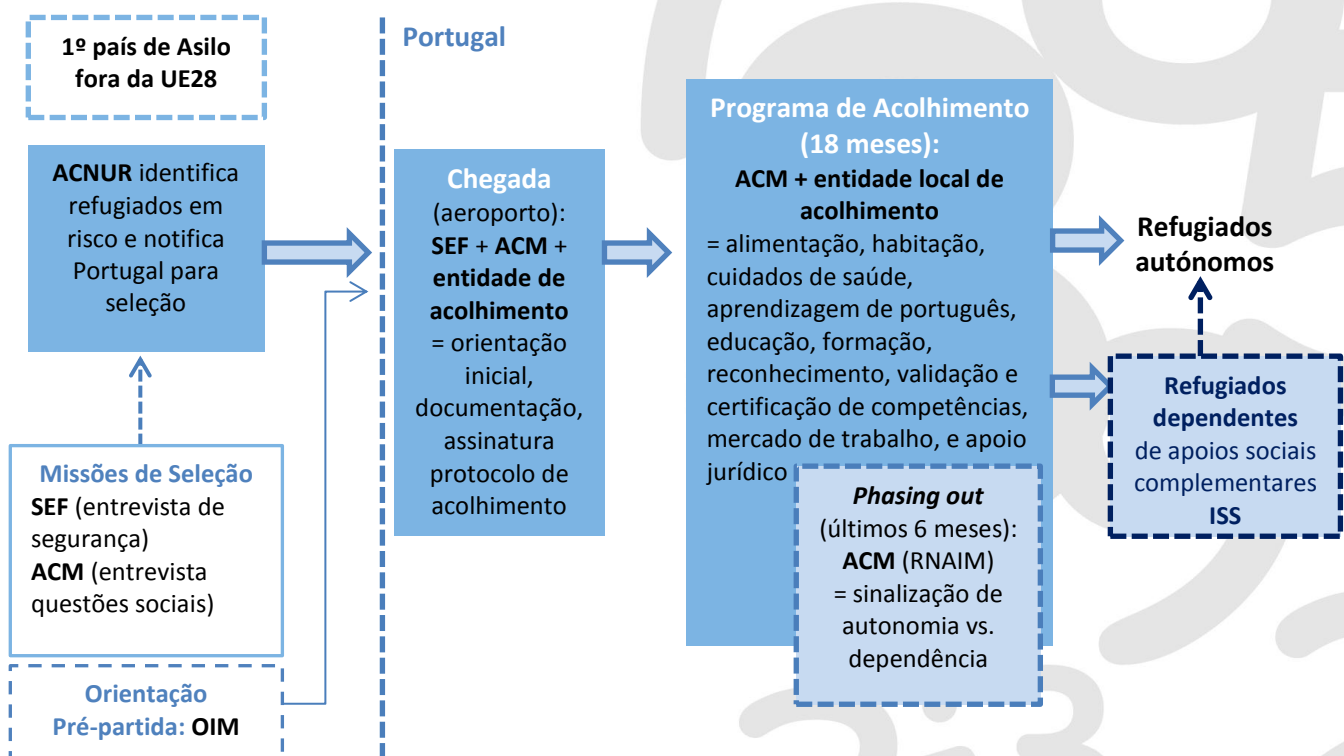 1º país de Asilo
fora da UE28
ACNUR identifica
refugiados em
risco e notifica
Portugal para
seleção
Missões de Seleção
SEF (entrevista de
segurança)
ACM (entrevista
questões sociais)
Orientação
Pré-partida: OIM
Portugal
Chegada
(aeroporto):
SEF + ACM +
entidade de
acolhimento
= orientação
inicial,
documentação,
assinatura
protocolo de
acolhimento
Programa de Acolhimento
(18 meses):
ACM + entidade local de
acolhimento
= alimentação, habitação,
cuidados de saúde,
aprendizagem de português,
educação, formação,
reconhecimento, validação e
certificação de competências,
mercado de trabalho, e apoio
jurídico
Phasing out
(últimos 6 meses):
ACM (RNAIM)
= sinalização de
autonomia vs.
dependência
Refugiados
autónomos
Refugiados
dependentes
de apoios sociais
complementares
ISS